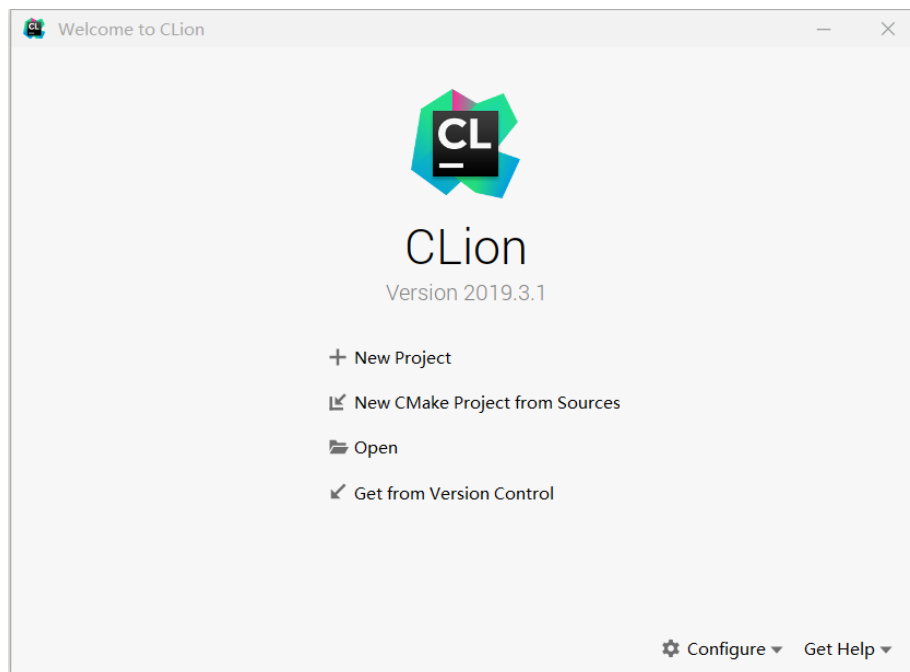 Welcome to CLion
CL
CLion
Version 2019.3.1
New Project
New CMake Project from Sources
Open
Get from Version Control
Configure Get Help